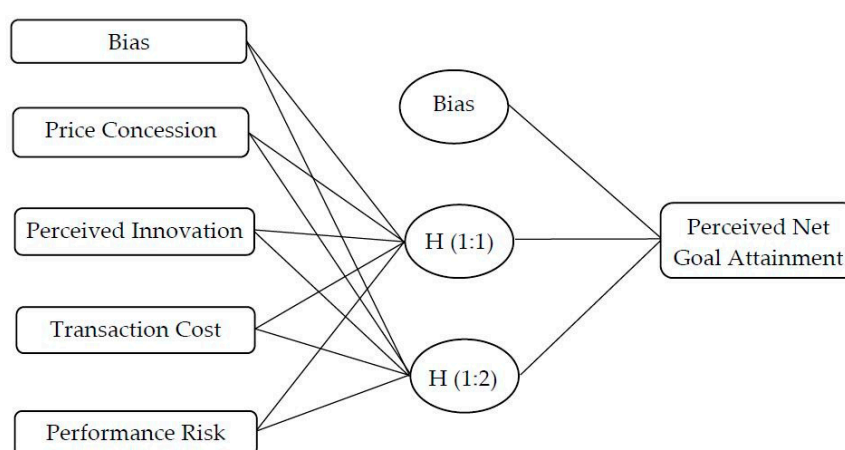 Bias
Price Concession
Perceived Innovation
Transaction Cost
Performance Risk
Bias
H (1:1)
H (1:2)
Perceived Net
Goal Attainment